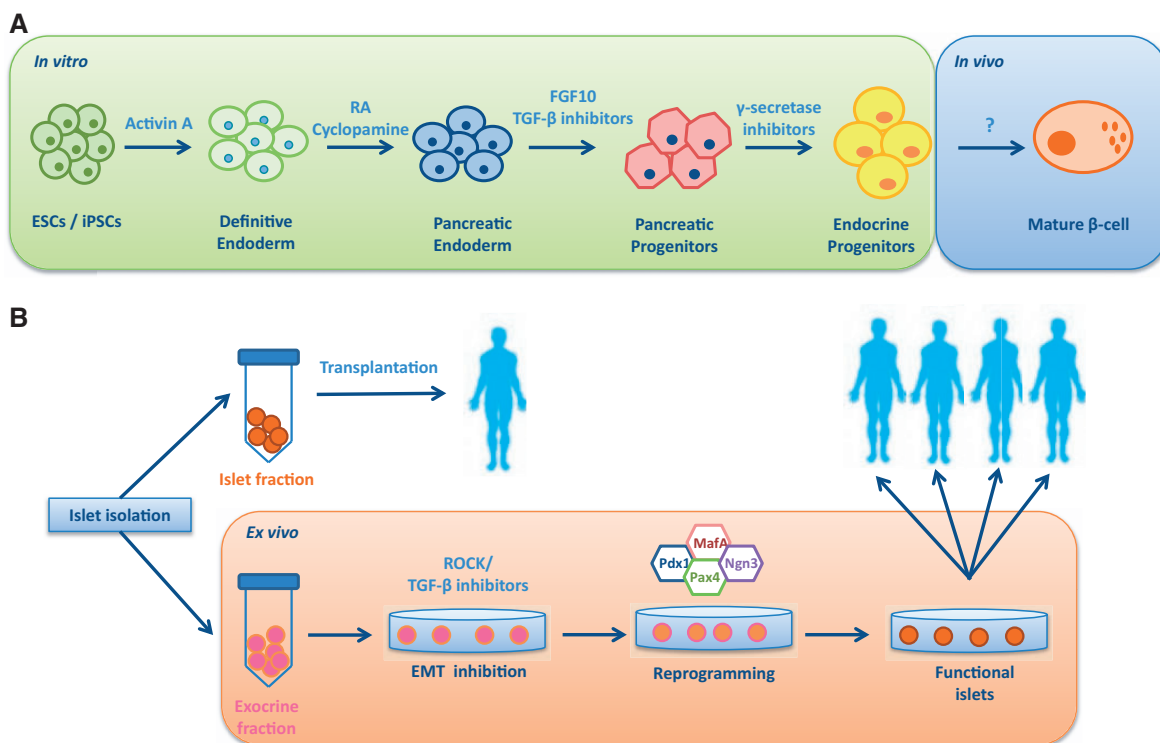 A
In vitro
In vivo
Activin A
RA
Cyclopamine
FGF10
TGF-β inhibitors
γ-secretase
inhibitors
?
ESCs / iPSCs
Definitive
Endoderm
Pancreatic
Endoderm
Pancreatic
Progenitors
Endocrine
Progenitors
Mature β-cell
B
Transplantation
Islet fraction
Islet isolation
Ex vivo
ROCK/
TGF-β inhibitors
MafA
Pdx1
Ngn3
Pax4
EMT inhibition
Reprogramming
Functional
islets
Exocrine
fraction